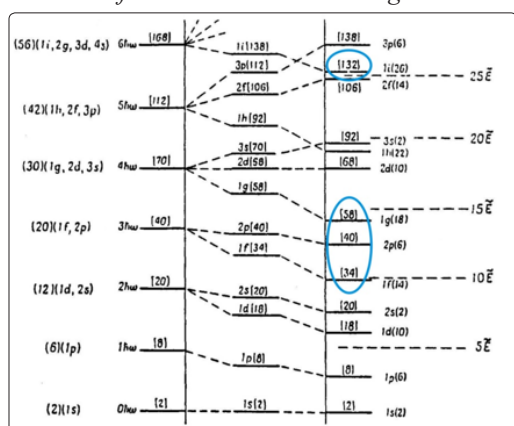 (56)(1i, 2g, 3d, 4s) 6ħω [168] 1i(138) [138] 3p(6)
3p(112) [132] 1i(26)
25Ē
2f(106) [106] 2f(14)
(42)(1h, 2f, 3p) 5ħω [112]
1h(92) [92] 3s(2) 20Ē
3s(70) 1h(22)
(30)(1g, 2d, 3s) 4ħω [70] 2d(58) [68] 2d(10)
1g(58) [58] 1g(18) 15Ē
(20)(1f, 2p) 3ħω [40] 2p(40) [40] 2p(6)
1f(34) [34] 1f(14) 10Ē
(12)(1d, 2s) 2ħω [20] 2s(20) [20] 2s(2)
1d(18) [18] 1d(10)
5Ē
(6)(1p) 1ħω [8] 1p(8) [8] 1p(6)
(2)(1s) 0ħω [2] 1s(2) [2] 1s(2)